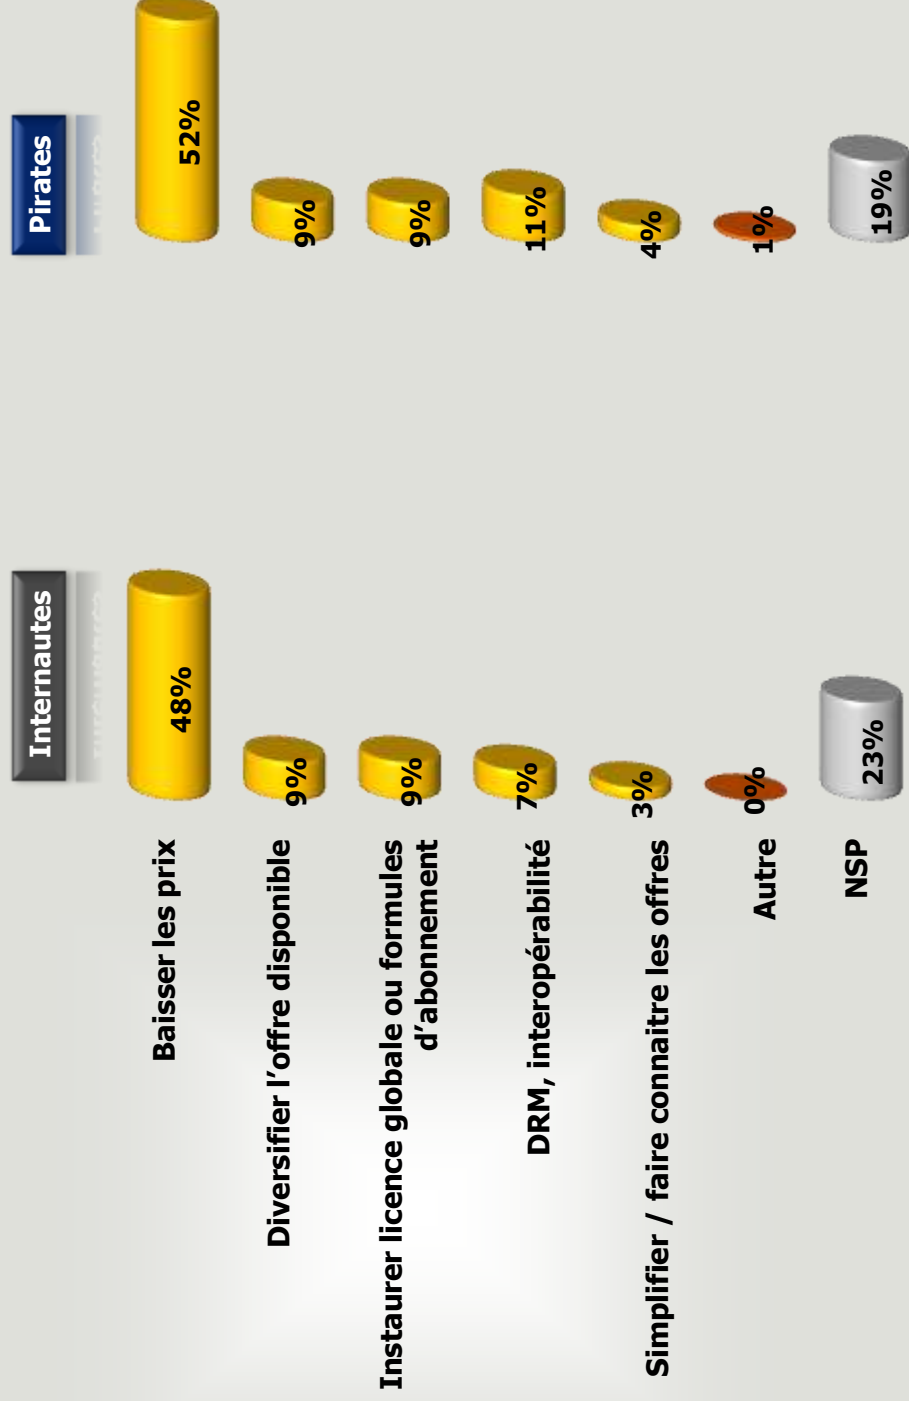 Internautes
Pirates
Baisser les prix
48%
52%
Diversifier l’offre disponible
9%
9%
Instaurer licence globale ou formules
d’abonnement
9%
9%
DRM, interopérabilité
7%
11%
Simplifier / faire connaitre les offres
3%
4%
Autre
0%
1%
NSP
23%
19%